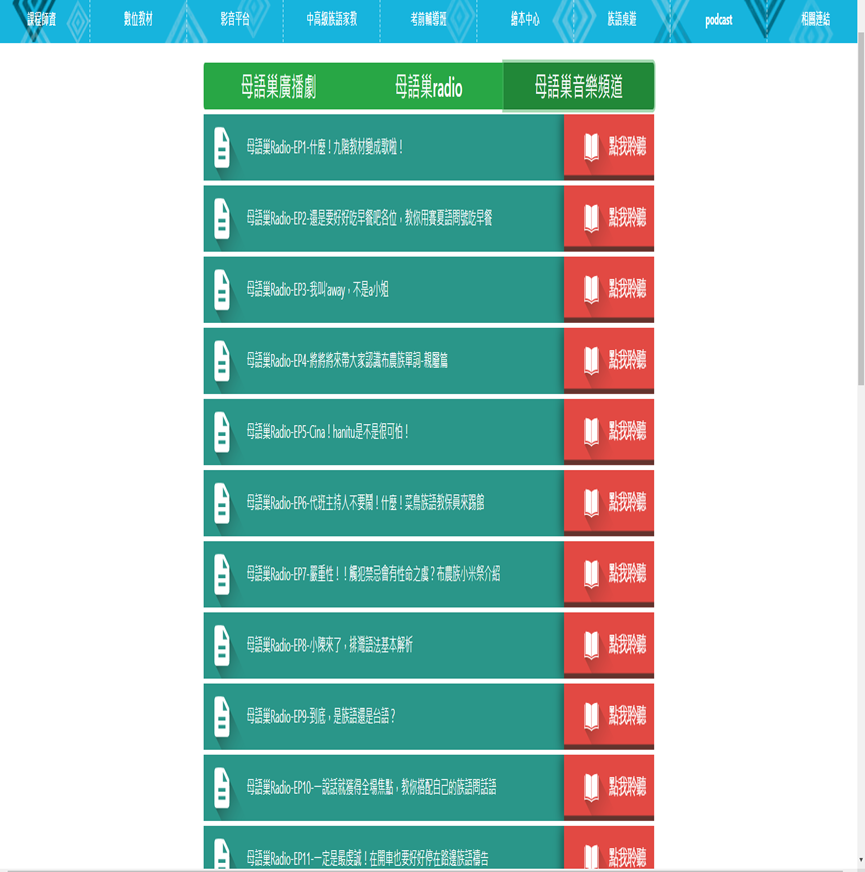 課程師資 數位教材 影音平台 中高級族語家教 考前輔導班 繪本中心 族語桌遊 podcast 相關連結
母語巢廣播劇 母語巢radio 母語巢音樂頻道
母語巢Radio-EP1-什麼！九階教材變成歌啦！ 點我聆聽
母語巢Radio-EP2-還是要好好吃早餐吧各位，教你用賽夏語問號吃早餐 點我聆聽
母語巢Radio-EP3-我叫'away，不是a小姐 點我聆聽
母語巢Radio-EP4-將將將來帶大家認識布農族單詞-親屬篇 點我聆聽
母語巢Radio-EP5-Cina！hanitu是不是很可怕！ 點我聆聽
母語巢Radio-EP6-代班主持人不要鬧！什麼！菜鳥族語教保員來踢館 點我聆聽
母語巢Radio-EP7-嚴重性！！觸犯禁忌會有性命之虞？布農族小米祭介紹 點我聆聽
母語巢Radio-EP8-小陳來了，排灣語法基本解析 點我聆聽
母語巢Radio-EP9-到底，是族語還是台語？ 點我聆聽
母語巢Radio-EP10-一說話就獲得全場焦點，教你搭配自己的族語問話語 點我聆聽
母語巢Radio-EP11-一定是最虔誠！在開車也要好好停在路邊族語禱告 點我聆聽